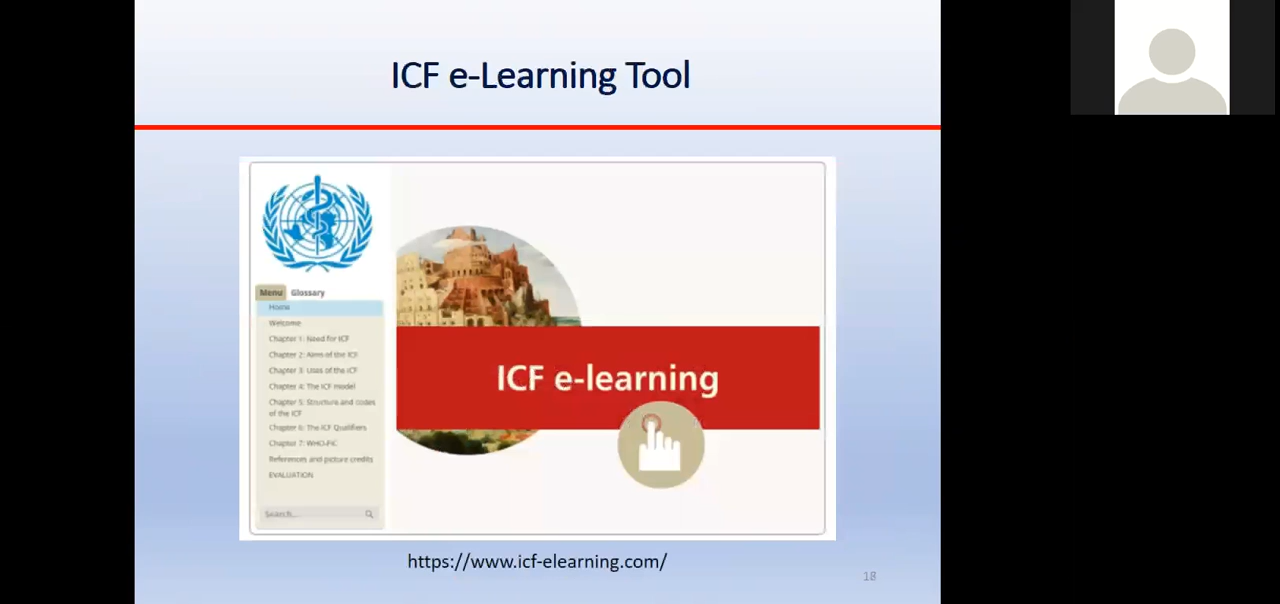 ICF e-Learning Tool
Menu Glossary
Home
Welcome
Chapter 1: Need for ICF
Chapter 2: Aims of the ICF
Chapter 3: Uses of the ICF
Chapter 4: The ICF model
Chapter 5: Structure and codes
of the ICF
Chapter 6: The ICF Qualifiers
Chapter 7: WHO-FIC
References and picture credits
EVALUATION
Search...
ICF e-learning
https://www.icf-elearning.com/
18